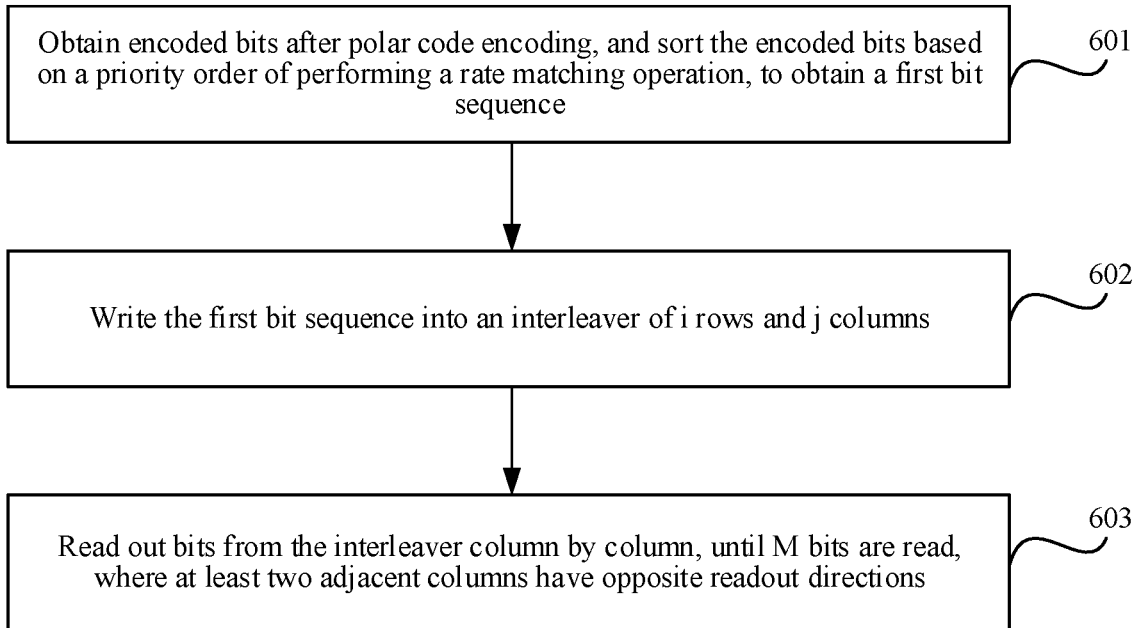 Obtain encoded bits after polar code encoding, and sort the encoded bits based
on a priority order of performing a rate matching operation, to obtain a first bit
sequence
601
Write the first bit sequence into an interleaver of i rows and j columns
602
Read out bits from the interleaver column by column, until M bits are read,
where at least two adjacent columns have opposite readout directions
603